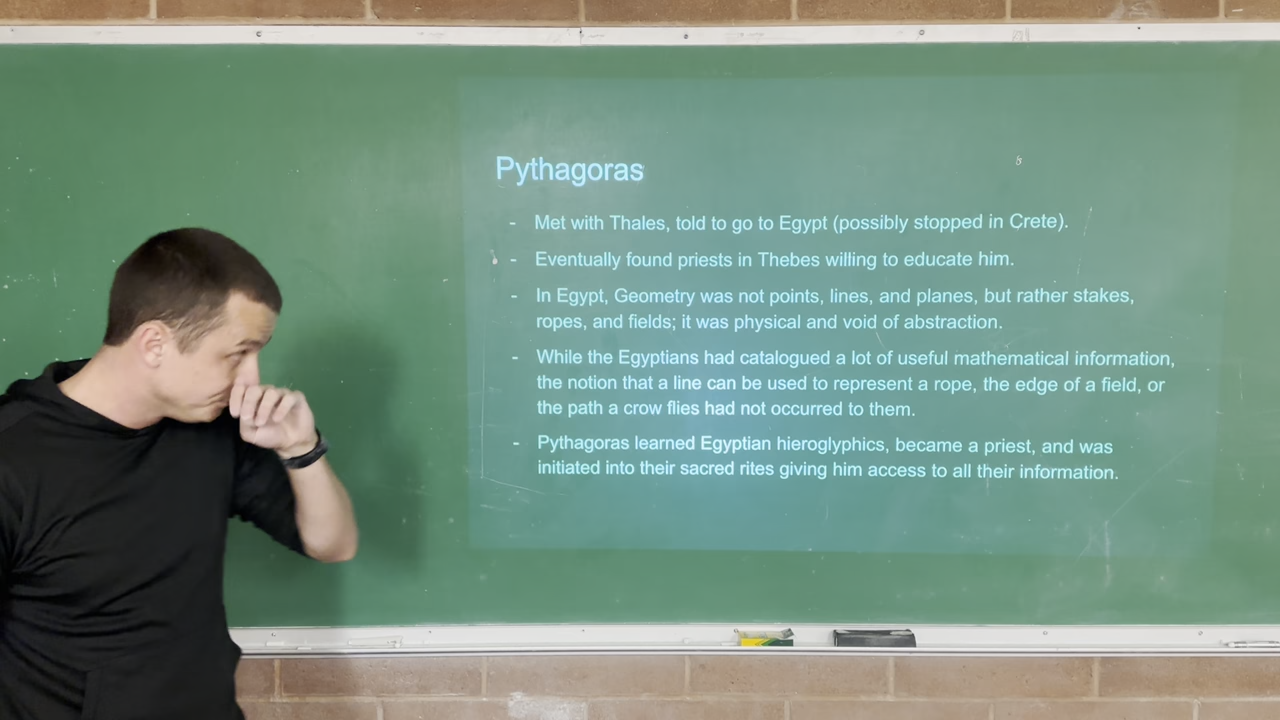 Pythagoras
- Met with Thales, told to go to Egypt (possibly stopped in Crete).
- Eventually found priests in Thebes willing to educate him.
- In Egypt, Geometry was not points, lines, and planes, but rather stakes,
ropes, and fields; it was physical and void of abstraction.
- While the Egyptians had catalogued a lot of useful mathematical information,
the notion that a line can be used to represent a rope, the edge of a field, or
the path a crow flies had not occurred to them.
- Pythagoras learned Egyptian hieroglyphics, became a priest, and was
initiated into their sacred rites giving him access to all their information.